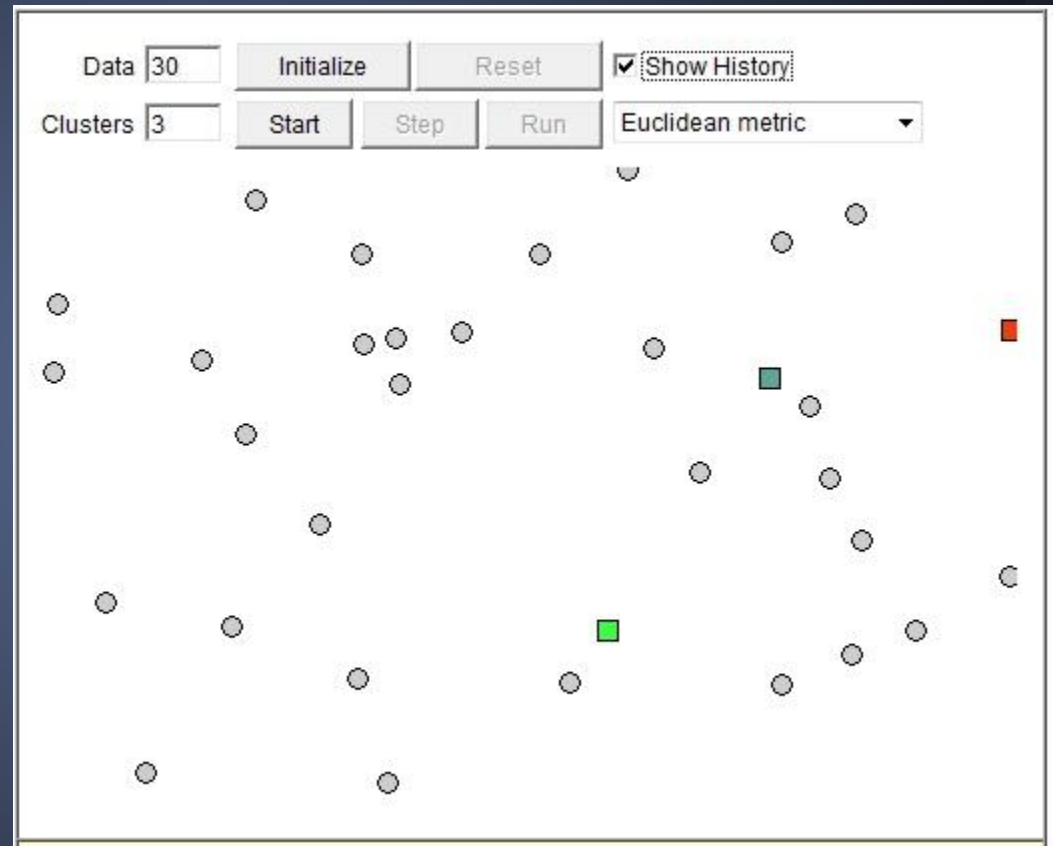 Data 30 Initialize Reset Show History
Clusters 3 Start Step Run Euclidean metric